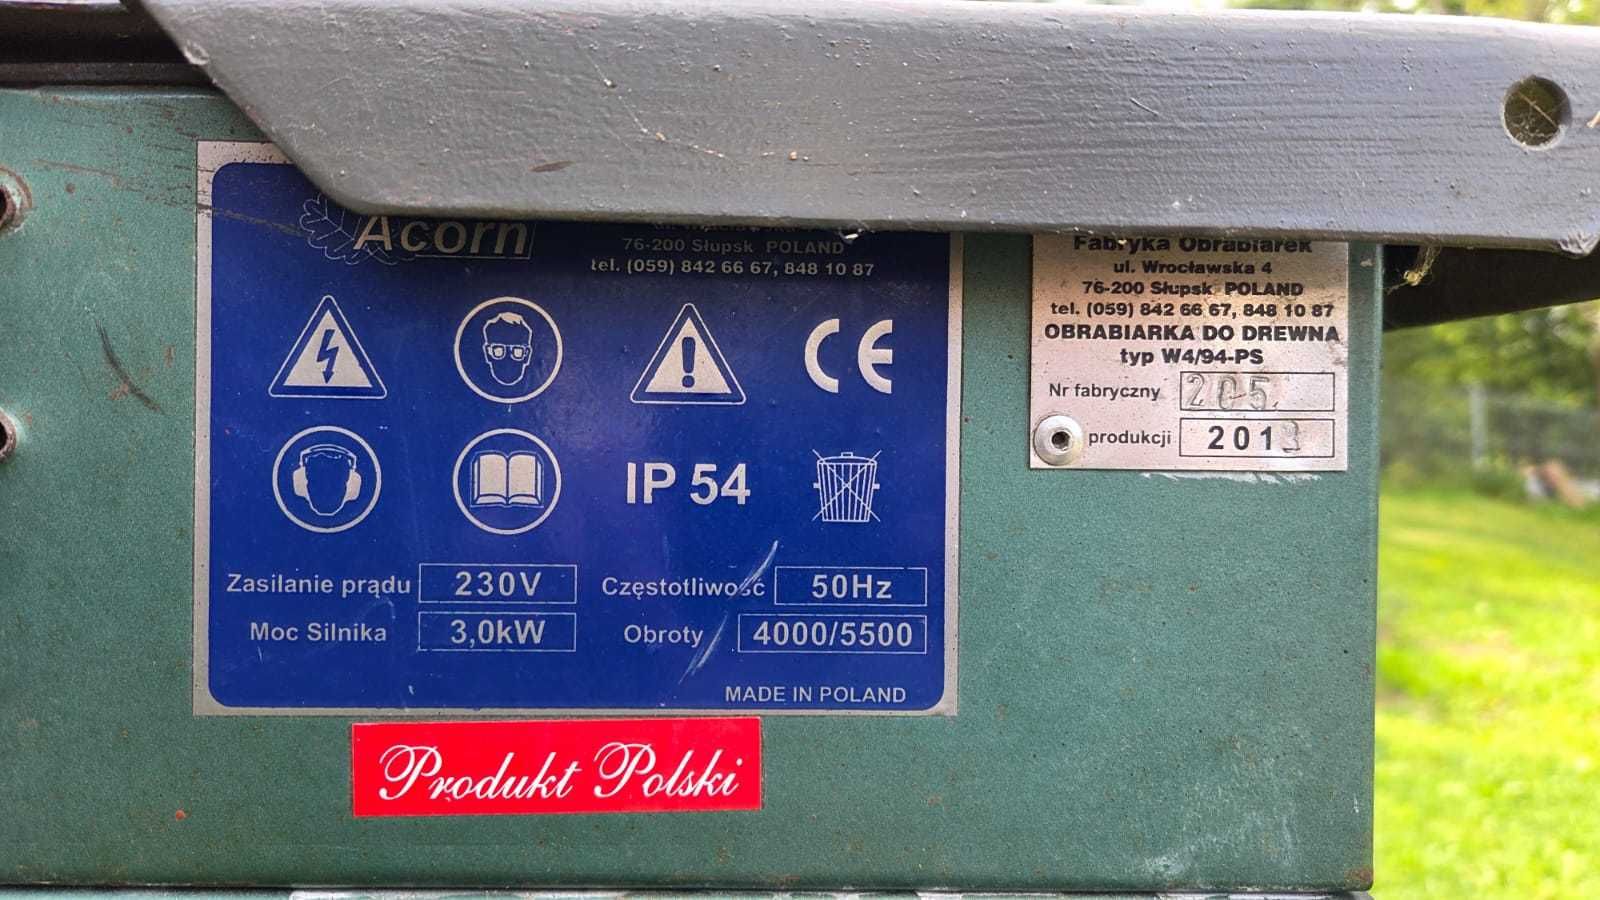 Acorn
76-200 Słupsk POLAND
tel. (059) 842 66 67, 848 10 87
CE
IP 54
Zasilanie prądu 230V
Częstotliwość 50Hz
Moc Silnika 3,0kW
Obroty 4000/5500
MADE IN POLAND
Produkt Polski
Fabryka Obrabiarek
ul. Wrocławska 4
76-200 Słupsk POLAND
tel. (059) 842 66 67, 848 10 87
OBRABIARKA DO DREWNA
typ W4/94-PS
Nr fabryczny 205
produkcji 2013